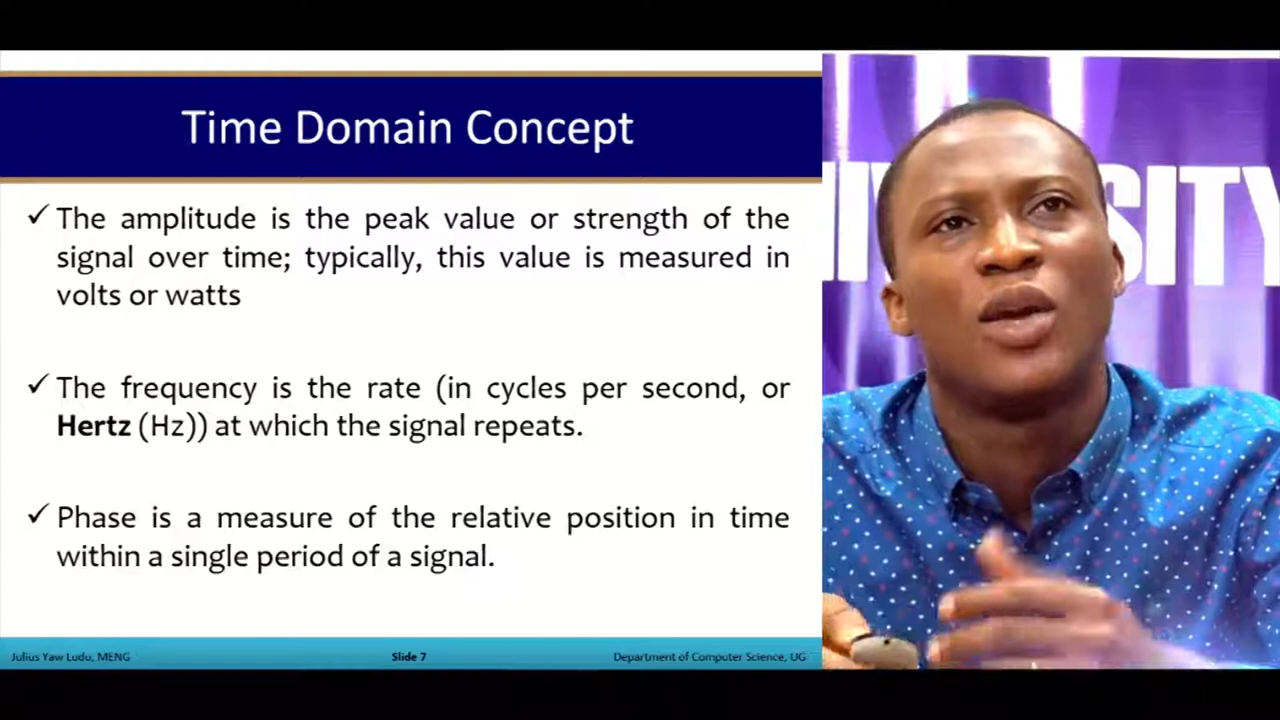 Time Domain Concept
✓ The amplitude is the peak value or strength of the
signal over time; typically, this value is measured in
volts or watts
✓ The frequency is the rate (in cycles per second, or
Hertz (Hz)) at which the signal repeats.
✓ Phase is a measure of the relative position in time
within a single period of a signal.
Julius Yaw Ludu, MENG
Slide 7
Department of Computer Science, UG
SITY